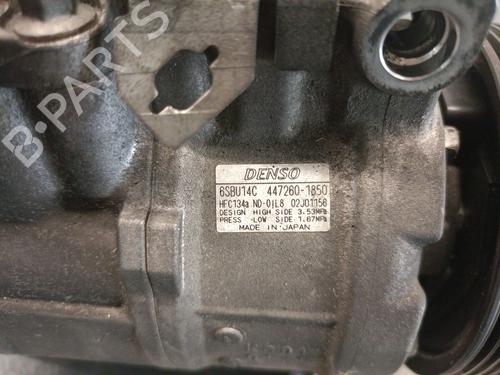 B-PARTS
DENSO
6SBU14C 447260-1850
HFC134a ND-OIL8 02J01158
DESIGN HIGH SIDE 3.53MPa
PRESS LOW SIDE 1.67MPa
MADE IN JAPAN